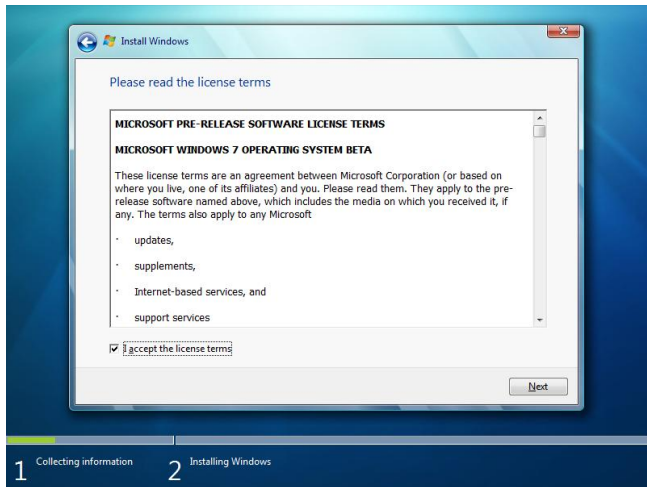 Install Windows
Please read the license terms
MICROSOFT PRE-RELEASE SOFTWARE LICENSE TERMS
MICROSOFT WINDOWS 7 OPERATING SYSTEM BETA
These license terms are an agreement between Microsoft Corporation (or based on
where you live, one of its affiliates) and you. Please read them. They apply to the pre-
release software named above, which includes the media on which you received it, if
any. The terms also apply to any Microsoft
· updates,
· supplements,
· Internet-based services, and
· support services
I accept the license terms
Next
1 Collecting information
2 Installing Windows